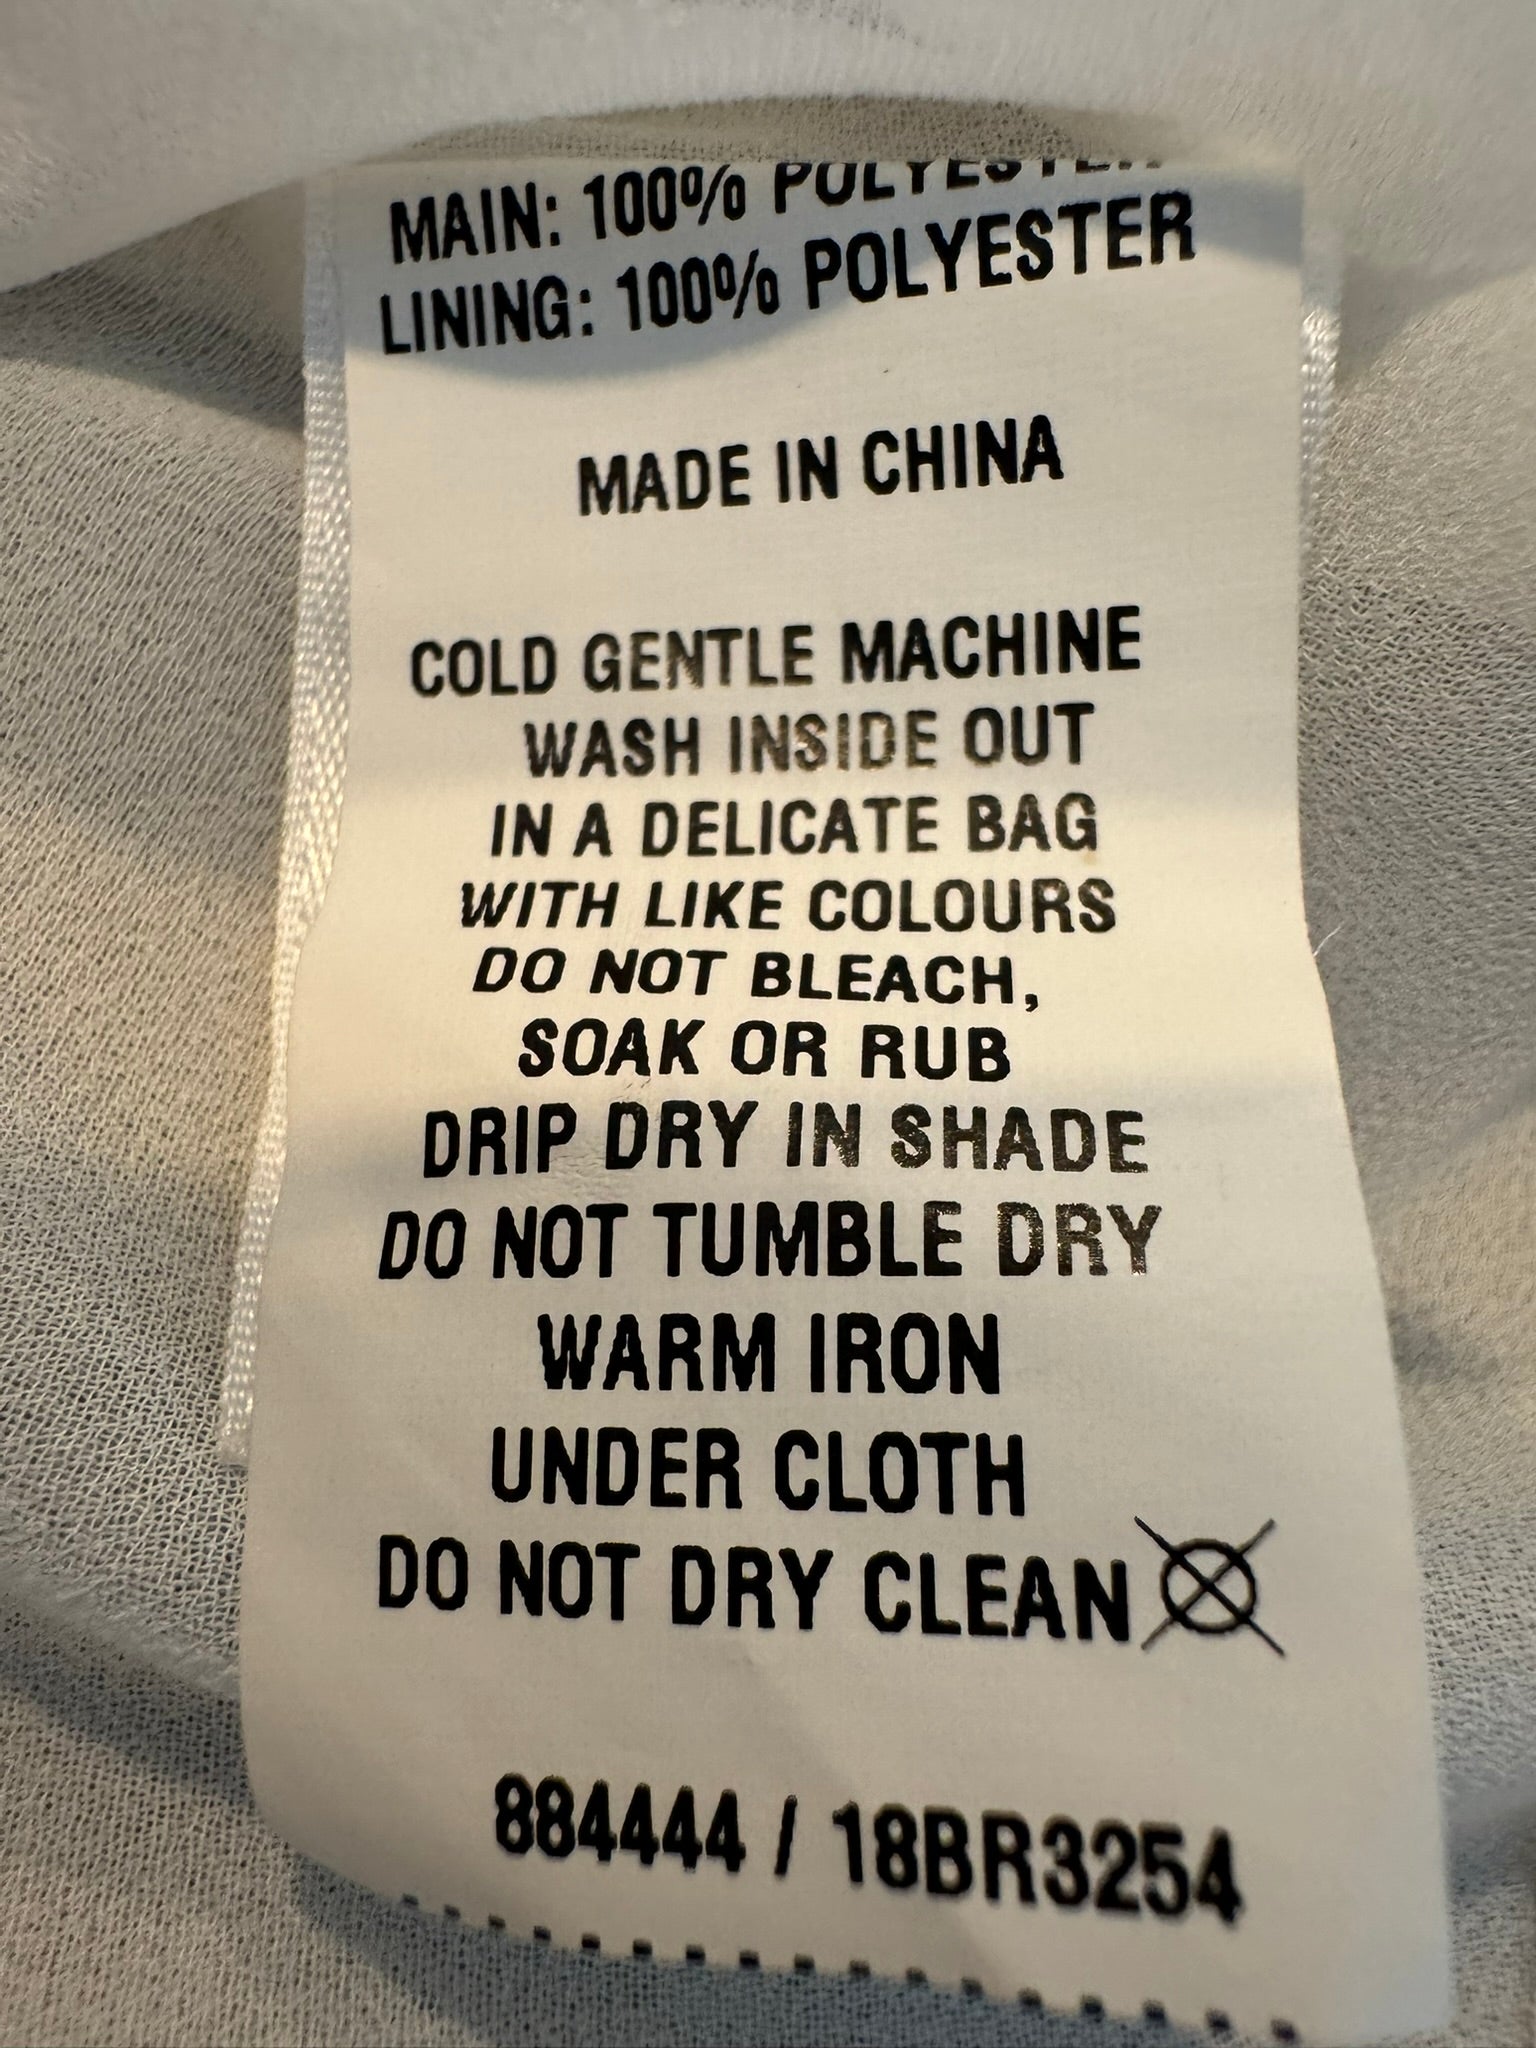 MAIN: 100% POLYESTER
LINING: 100% POLYESTER
MADE IN CHINA
COLD GENTLE MACHINE
WASH INSIDE OUT
IN A DELICATE BAG
WITH LIKE COLOURS
DO NOT BLEACH,
SOAK OR RUB
DRIP DRY IN SHADE
DO NOT TUMBLE DRY
WARM IRON
UNDER CLOTH
DO NOT DRY CLEAN
884444 / 18BR3254